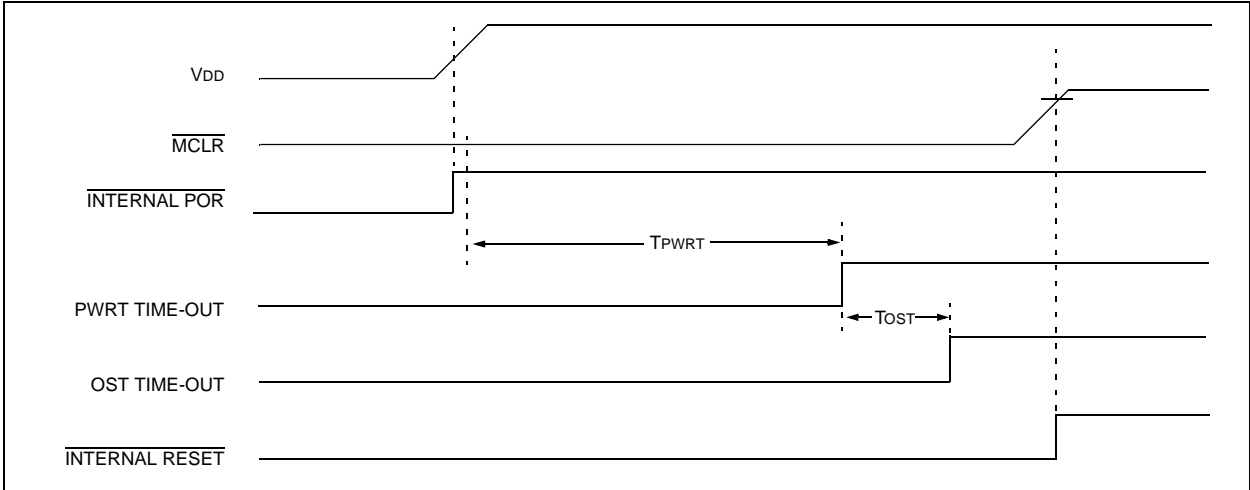 VDD
MCLR
INTERNAL POR
TPWRT
PWRT TIME-OUT
TOST
OST TIME-OUT
INTERNAL RESET